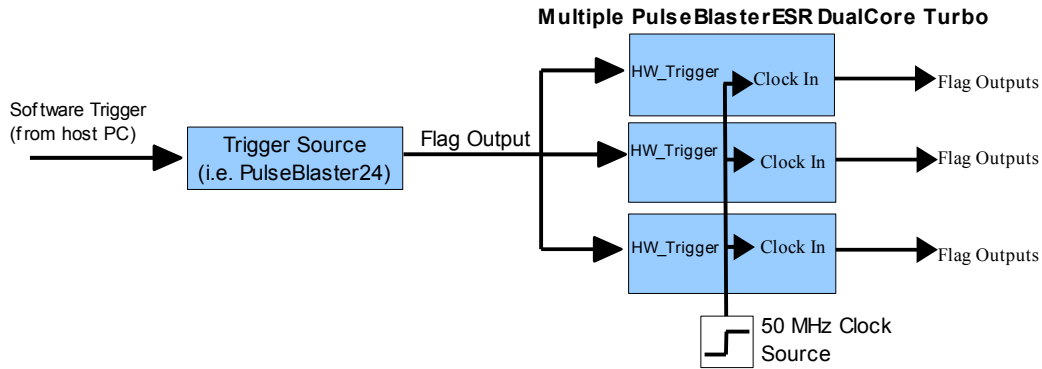 Multiple PulseBlasterESR DualCore Turbo
HW_Trigger
Clock In
Flag Outputs
Software Trigger
(from host PC)
Trigger Source
(i.e. PulseBlaster24)
Flag Output
HW_Trigger
Clock In
Flag Outputs
HW_Trigger
Clock In
Flag Outputs
50 MHz Clock
Source